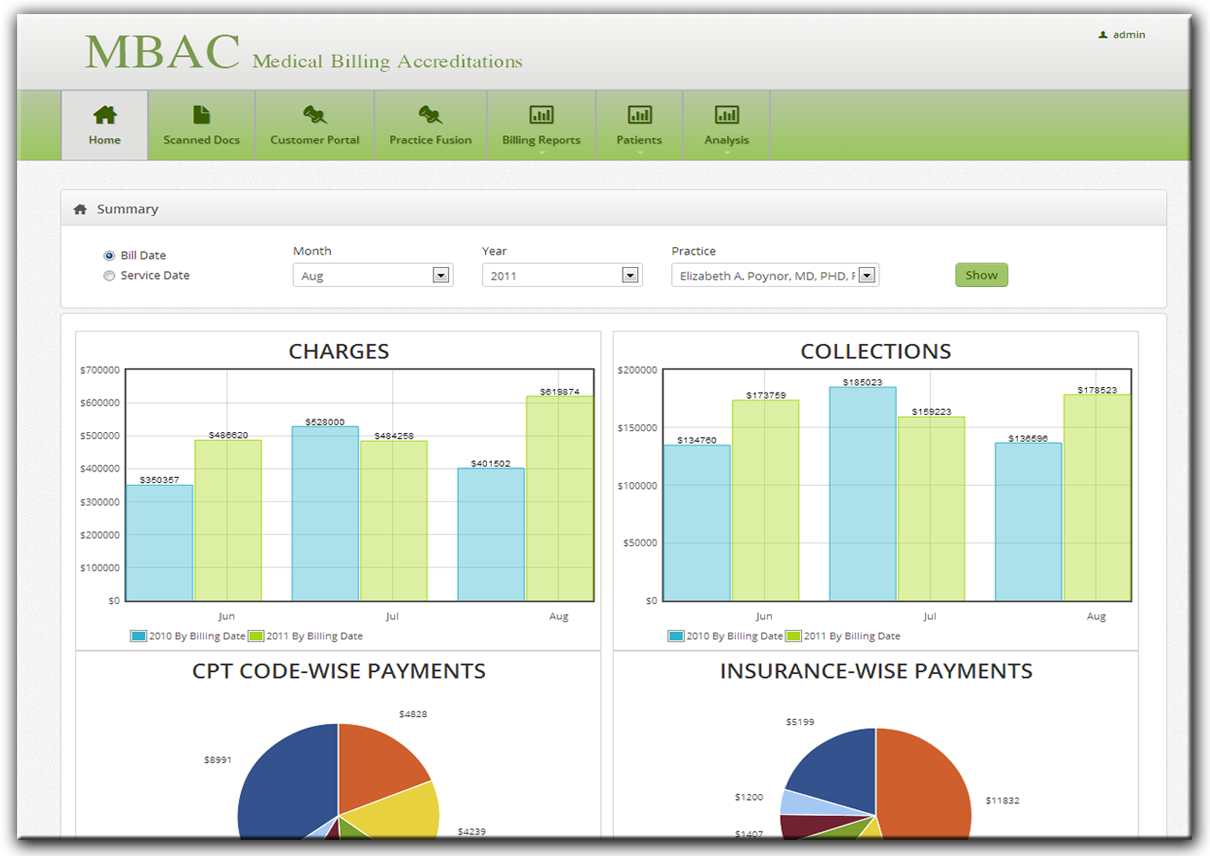 MBAC Medical Billing Accreditations
admin
Home
Scanned Docs
Customer Portal
Practice Fusion
Billing Reports
Patients
Analysis
Summary
Bill Date
Service Date
Month
Aug
Year
2011
Practice
Elizabeth A. Poynor, MD, PHD, F
Show
CHARGES
$700000
$600000
$500000
$400000
$300000
$200000
$100000
$0
$350357
$486620
$528000
$484258
$401502
$619874
Jun
Jul
Aug
2010 By Billing Date
2011 By Billing Date
COLLECTIONS
$200000
$150000
$100000
$50000
$0
$134760
$173759
$185023
$159223
$136596
$178523
Jun
Jul
Aug
2010 By Billing Date
2011 By Billing Date
CPT CODE-WISE PAYMENTS
$4828
$8991
$4239
INSURANCE-WISE PAYMENTS
$5199
$1200
$11832
$1407